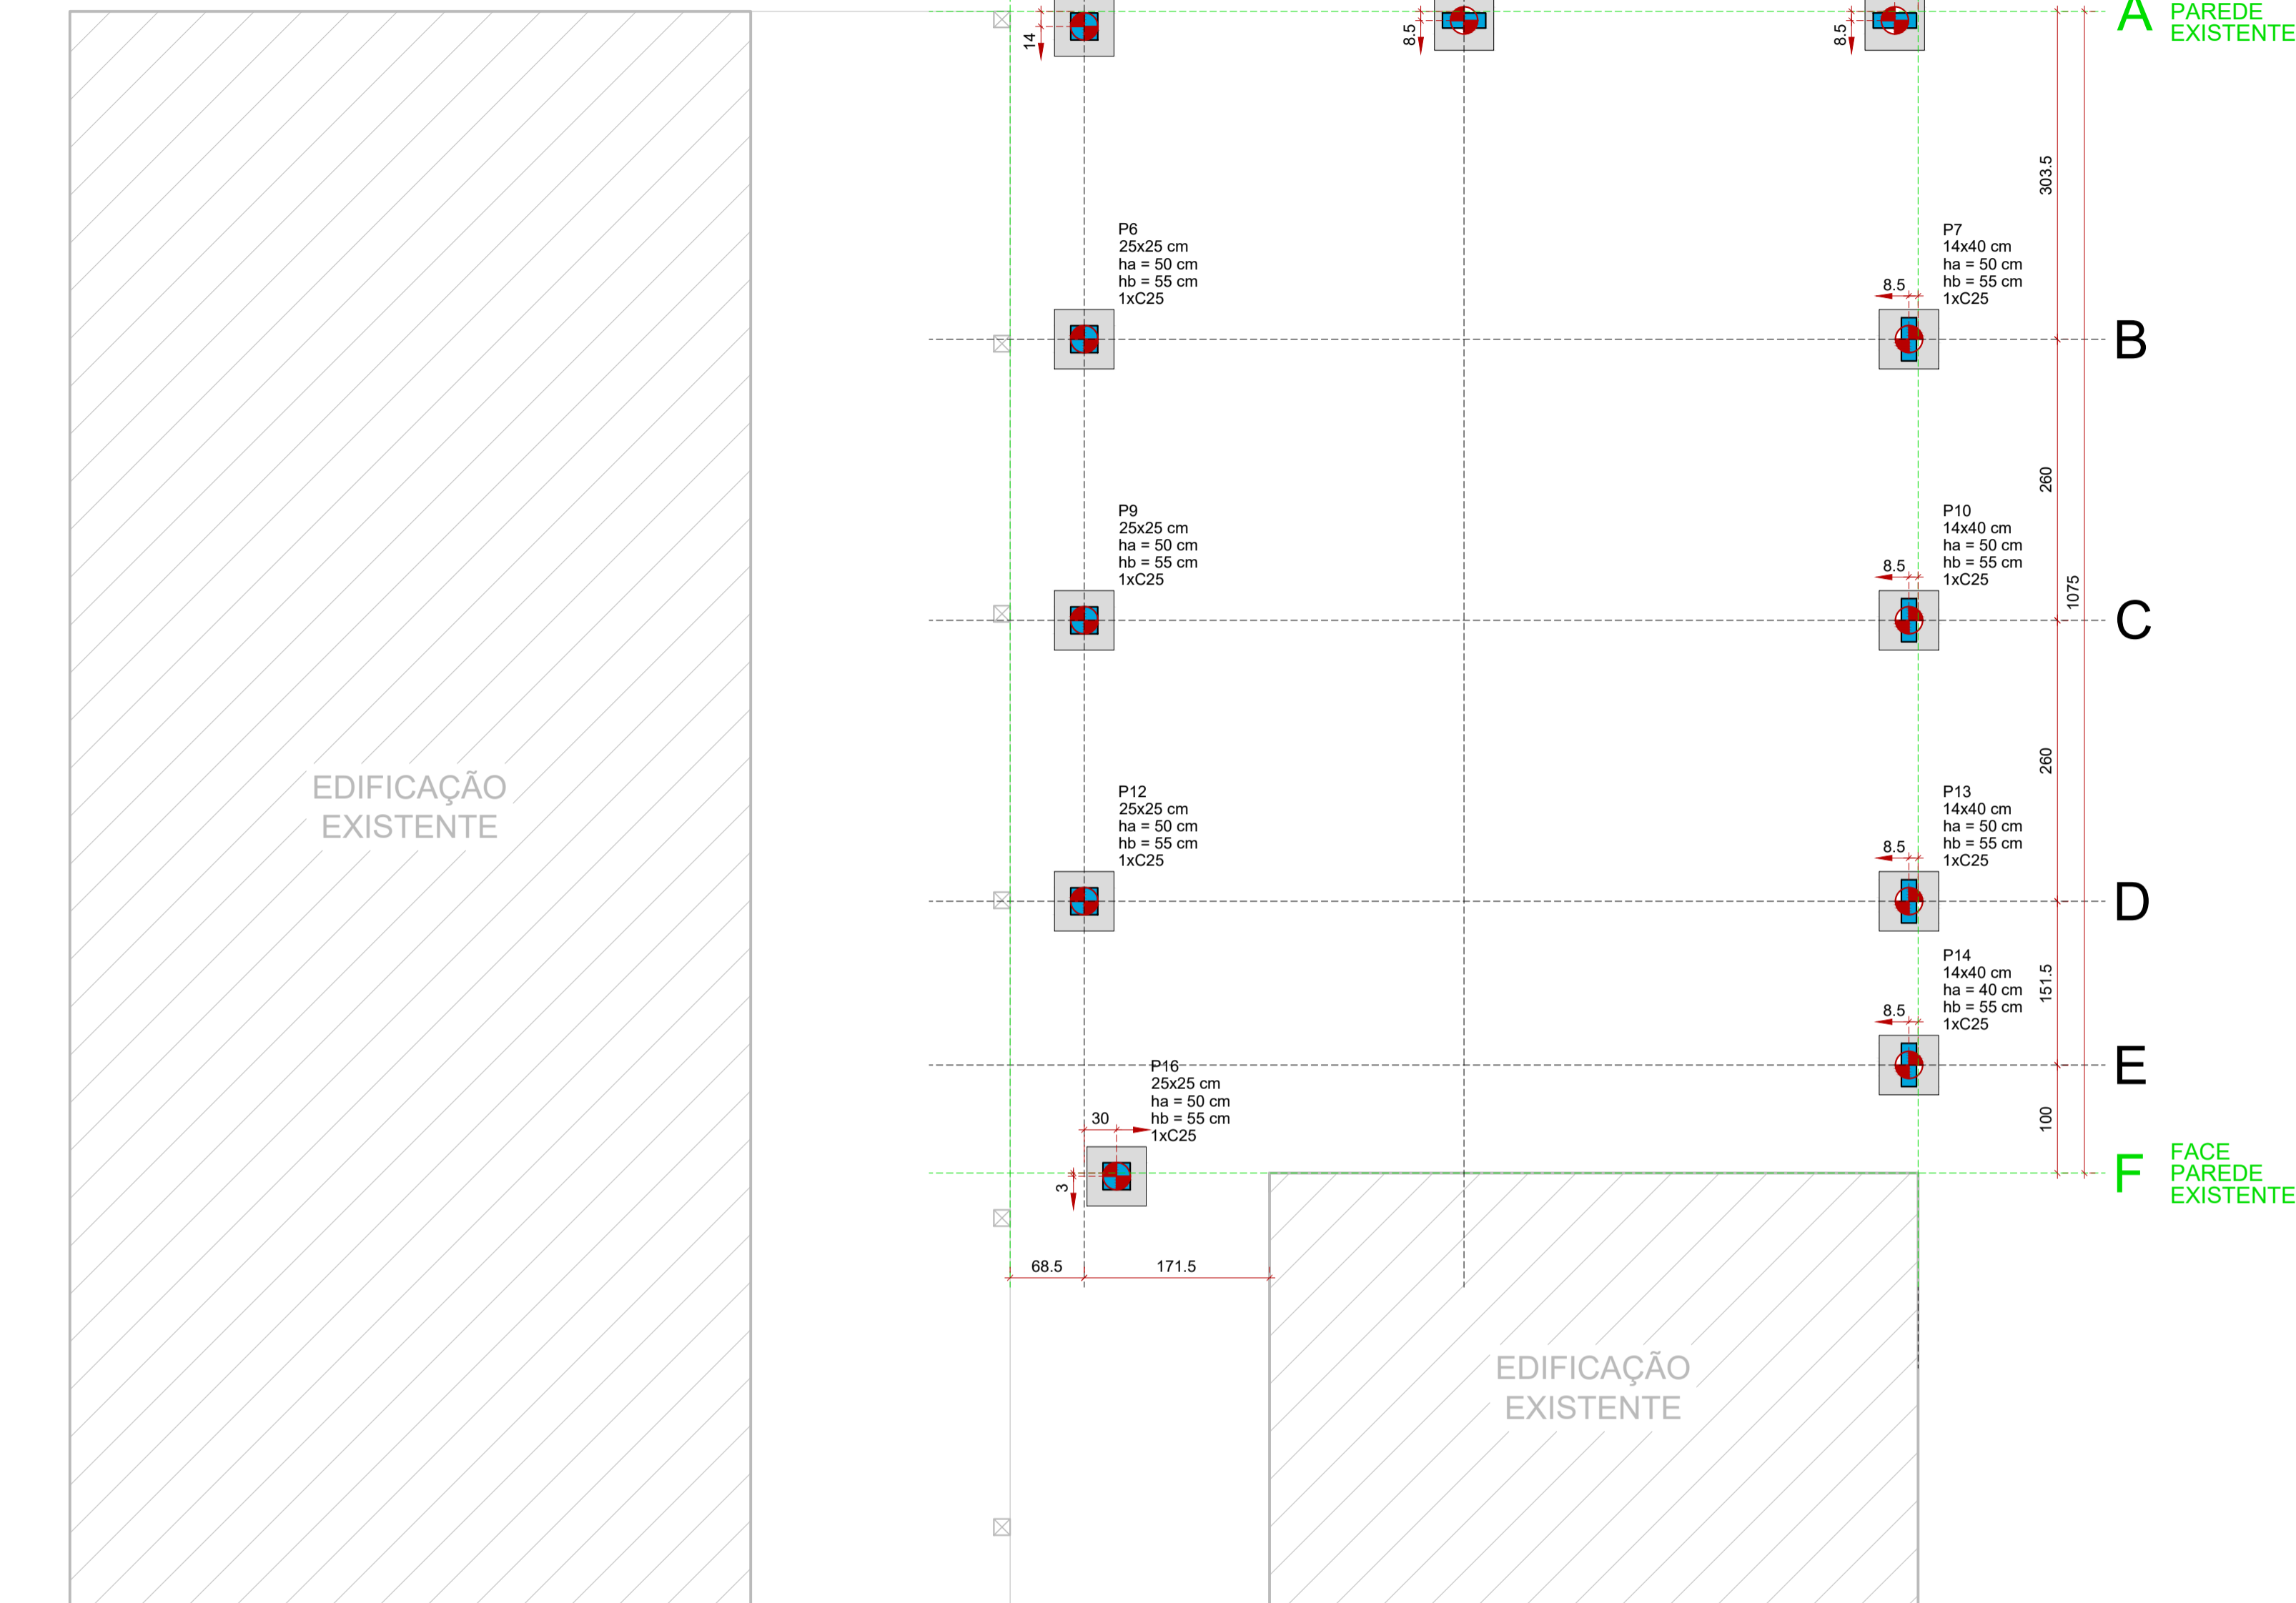 A
PAREDE
EXISTENTE
14
8.5
8.5
303.5
P6
25x25 cm
ha = 50 cm
hb = 55 cm
1xC25
P7
14x40 cm
ha = 50 cm
hb = 55 cm
1xC25
8.5
B
260
P9
25x25 cm
ha = 50 cm
hb = 55 cm
1xC25
P10
14x40 cm
ha = 50 cm
hb = 55 cm
1xC25
8.5
1075
C
260
EDIFICAÇÃO
EXISTENTE
P12
25x25 cm
ha = 50 cm
hb = 55 cm
1xC25
P13
14x40 cm
ha = 50 cm
hb = 55 cm
1xC25
8.5
D
151.5
P14
14x40 cm
ha = 40 cm
hb = 55 cm
1xC25
8.5
E
P16
25x25 cm
ha = 50 cm
hb = 55 cm
1xC25
30
100
3
F
FACE
PAREDE
EXISTENTE
68.5
171.5
EDIFICAÇÃO
EXISTENTE